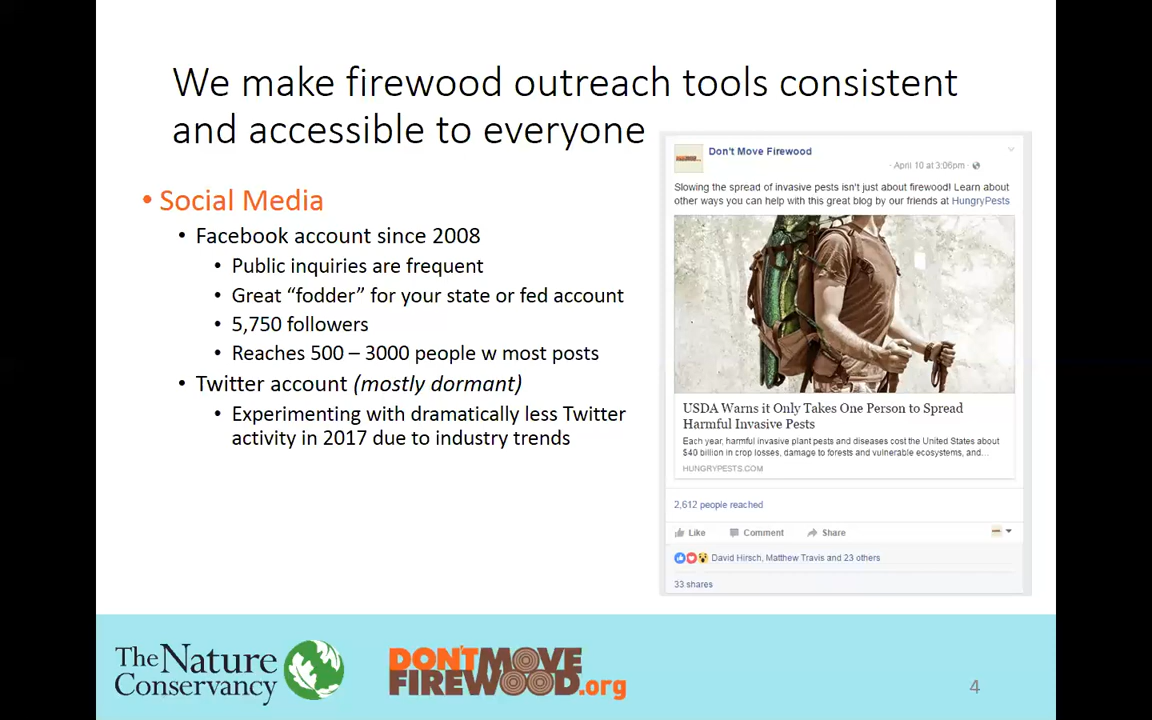 We make firewood outreach tools consistent
and accessible to everyone
• Social Media
• Facebook account since 2008
• Public inquiries are frequent
• Great “fodder” for your state or fed account
• 5,750 followers
• Reaches 500 – 3000 people w most posts
• Twitter account (mostly dormant)
• Experimenting with dramatically less Twitter
activity in 2017 due to industry trends
Don't Move Firewood
· April 10 at 3:06pm ·
Slowing the spread of invasive pests isn't just about firewood! Learn about
other ways you can help with this great blog by our friends at HungryPests
USDA Warns it Only Takes One Person to Spread
Harmful Invasive Pests
Each year, harmful invasive plant pests and diseases cost the United States about
$40 billion in crop losses, damage to forests and vulnerable ecosystems, and...
HUNGRYPESTS.COM
2,612 people reached
Like Comment Share
David Hirsch, Matthew Travis and 23 others
33 shares
The Nature
Conservancy
DON'T MOVE
FIREWOOD.org
4